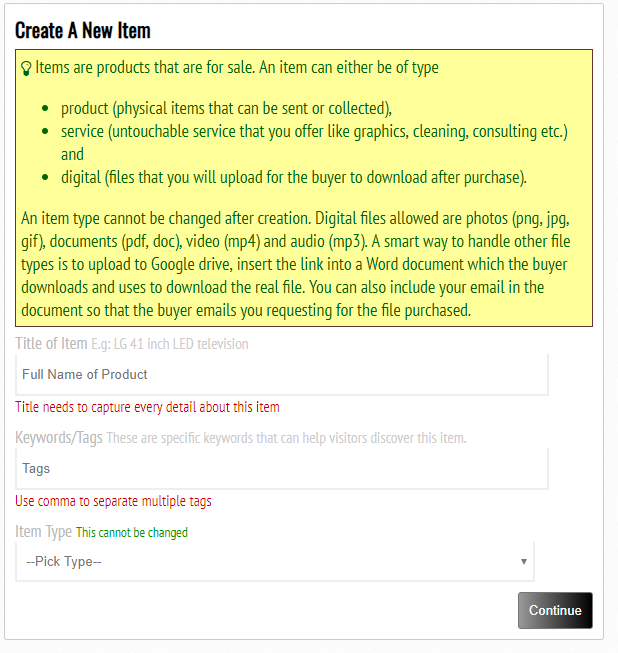 Create A New Item
Items are products that are for sale. An item can either be of type
product (physical items that can be sent or collected),
service (untouchable service that you offer like graphics, cleaning, consulting etc.)
and
digital (files that you will upload for the buyer to download after purchase).
An item type cannot be changed after creation. Digital files allowed are photos (png, jpg,
gif), documents (pdf, doc), video (mp4) and audio (mp3). A smart way to handle other file
types is to upload to Google drive, insert the link into a Word document which the buyer
downloads and uses to download the real file. You can also include your email in the
document so that the buyer emails you requesting for the file purchased.
Title of Item E.g: LG 41 inch LED television
Full Name of Product
Title needs to capture every detail about this item
Keywords/Tags These are specific keywords that can help visitors discover this item.
Tags
Use comma to separate multiple tags
Item Type This cannot be changed
--Pick Type--
Continue